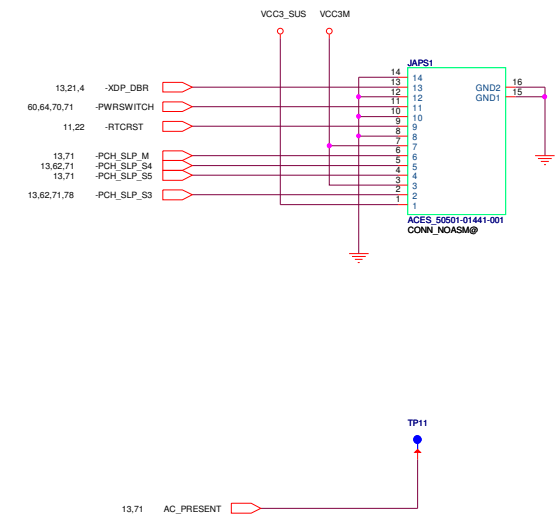 VCC3_SUS VCC3M
JAPS1
14 14
13,21,4 -XDP_DBR 13 13 GND2 16
12 12 GND1 15
60,64,70,71 -PWRSWITCH 11 11
10 10
11,22 -RTCRST 9 9
8 8
7 7
13,71 -PCH_SLP_M 6 6
13,62,71 -PCH_SLP_S4 5 5
13,71 -PCH_SLP_S5 4 4
3 3
13,62,71,78 -PCH_SLP_S3 2 2
1 1
ACES_50501-01441-001
CONN_NOASM@
TP11
13,71 AC_PRESENT